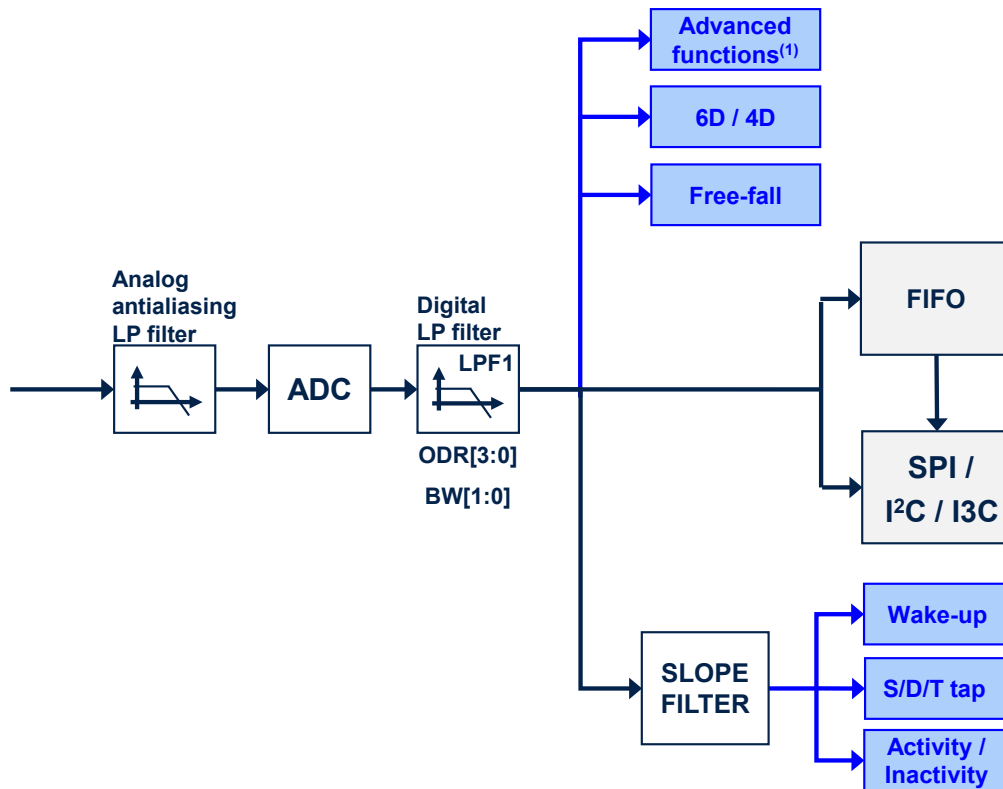 Advanced
functions(1)
6D / 4D
Free-fall
Analog
antialiasing
LP filter
ADC
Digital
LP filter
LPF1
ODR[3:0]
BW[1:0]
FIFO
SPI /
I²C / I3C
SLOPE
FILTER
Wake-up
S/D/T tap
Activity /
Inactivity